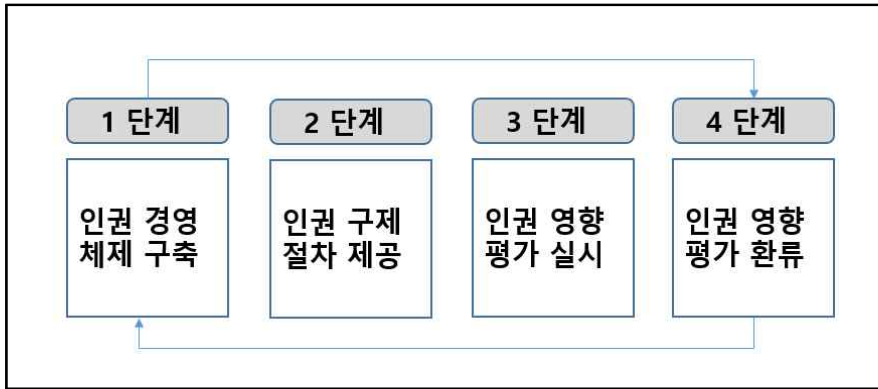 1 단계
인권 경영
체제 구축
2 단계
인권 구제
절차 제공
3 단계
인권 영향
평가 실시
4 단계
인권 영향
평가 환류